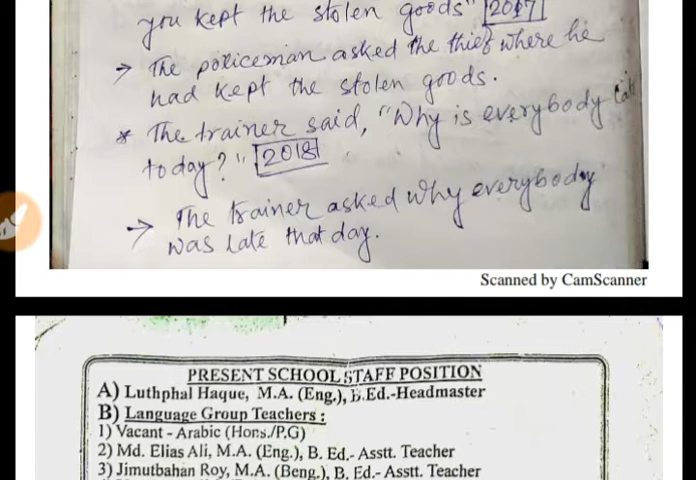 you kept the stolen goods" [2017]
→ The policeman asked the thief where he
had kept the stolen goods.
* The trainer said, "Why is everybody late
today?" [2018]
→ The trainer asked why everybody
was late that day.
Scanned by CamScanner
PRESENT SCHOOL STAFF POSITION
A) Luthphal Haque, M.A. (Eng.), B.Ed.-Headmaster
B) Language Group Teachers :
1) Vacant - Arabic (Hons./P.G)
2) Md. Elias Ali, M.A. (Eng.), B. Ed.- Asstt. Teacher
3) Jimutbahan Roy, M.A. (Beng.), B. Ed.- Asstt. Teacher